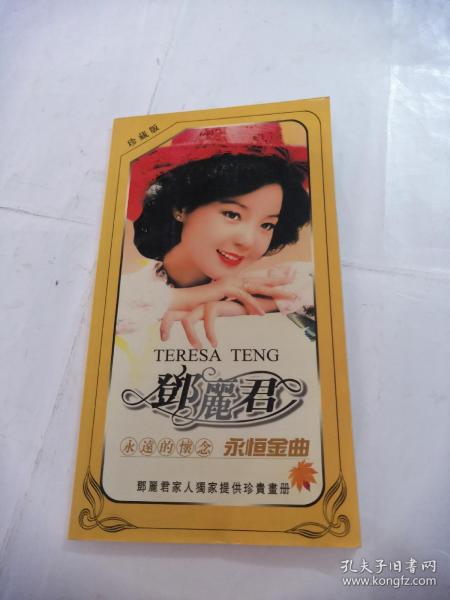 珍藏版
TERESA TENG
鄧麗君
永遠的懷念 永恒金曲
鄧麗君家人獨家提供珍貴畫册
孔夫子旧书网
www.kongfz.com